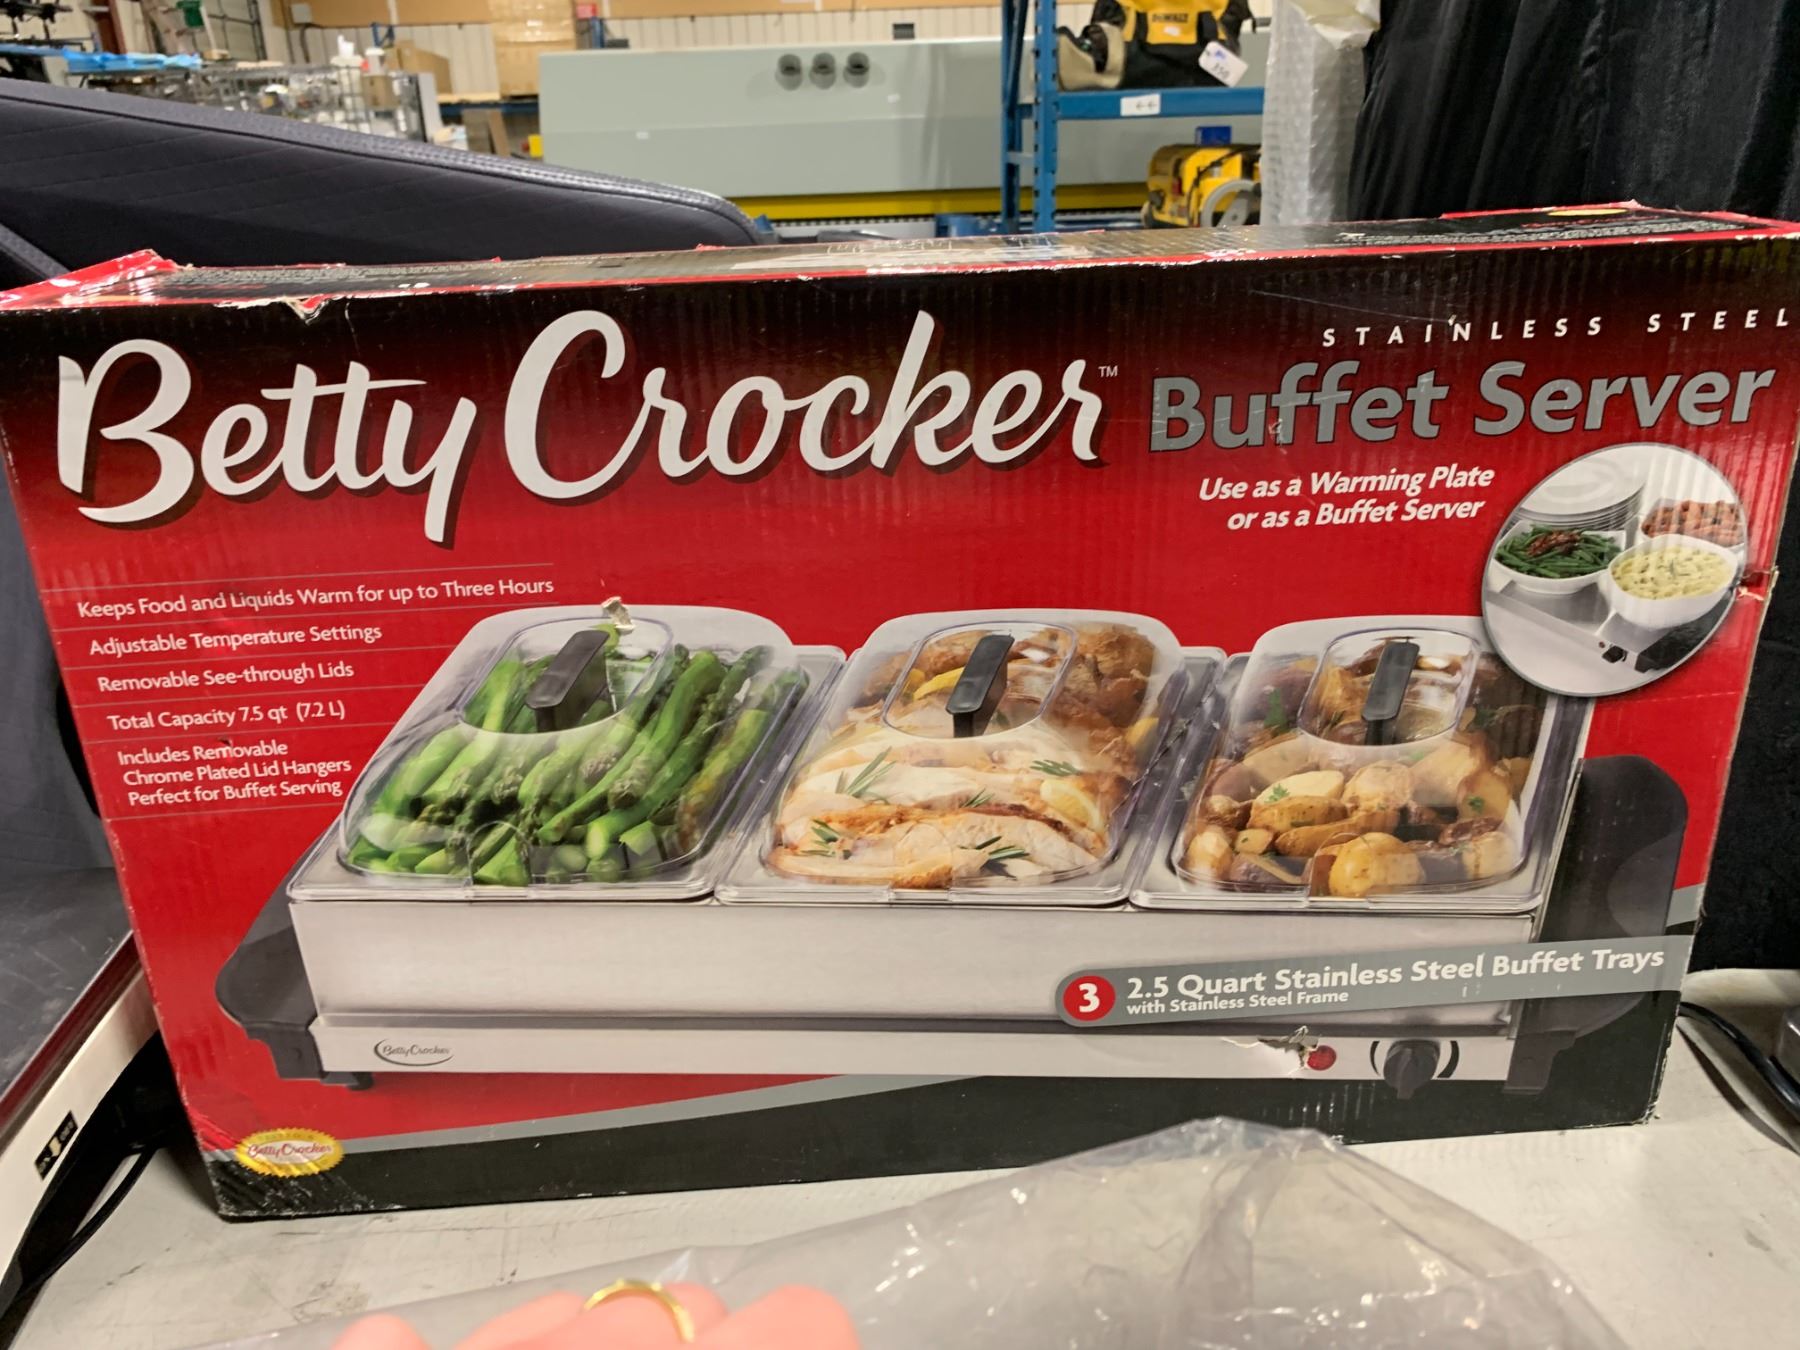 DEWALT
Betty Crocker™
STAINLESS STEEL
Buffet Server
Use as a Warming Plate
or as a Buffet Server
Keeps Food and Liquids Warm for up to Three Hours
Adjustable Temperature Settings
Removable See-through Lids
Total Capacity 7.5 qt (7.2 L)
Includes Removable
Chrome Plated Lid Hangers
Perfect for Buffet Serving
3 2.5 Quart Stainless Steel Buffet Trays
with Stainless Steel Frame
Betty Crocker
Betty Crocker